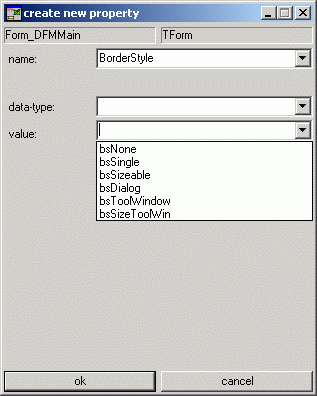 create new property
Form_DFMMain TForm
name: BorderStyle
data-type:
value:
bsNone
bsSingle
bsSizeable
bsDialog
bsToolWindow
bsSizeToolWin
ok cancel